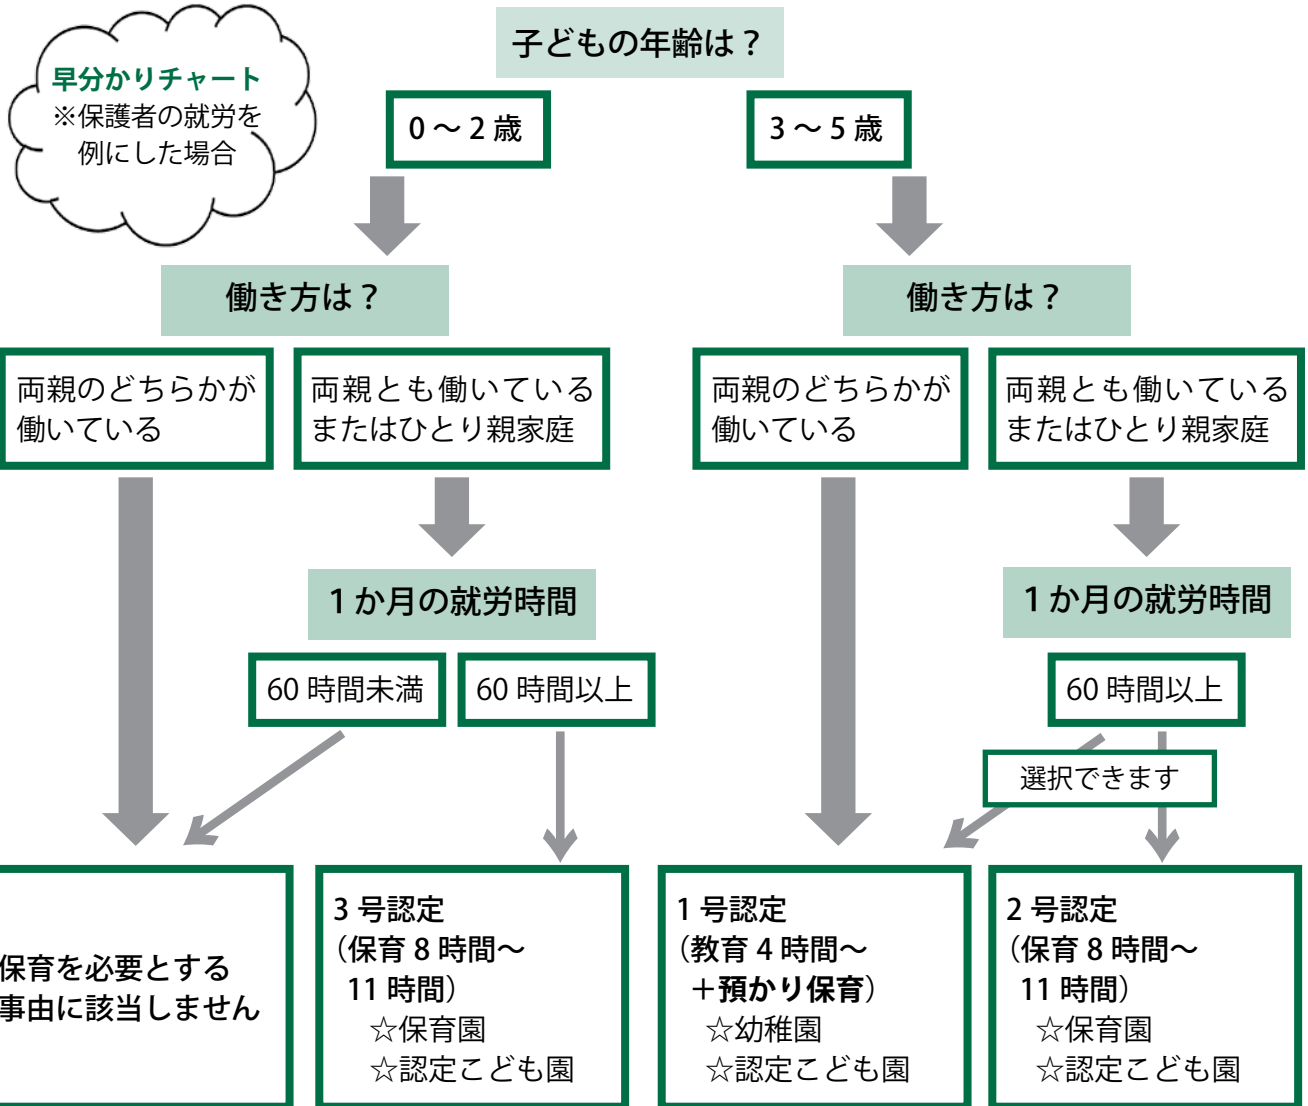 早分かりチャート
※保護者の就労を
例にした場合
子どもの年齢は？
0～2歳
3～5歳
働き方は？
働き方は？
両親のどちらかが
働いている
両親とも働いている
またはひとり親家庭
両親のどちらかが
働いている
両親とも働いている
またはひとり親家庭
1か月の就労時間
1か月の就労時間
60時間未満
60時間以上
60時間以上
選択できます
保育を必要とする
事由に該当しません
3号認定
（保育8時間～
11時間）
☆保育園
☆認定こども園
1号認定
（教育4時間～
＋預かり保育）
☆幼稚園
☆認定こども園
2号認定
（保育8時間～
11時間）
☆保育園
☆認定こども園